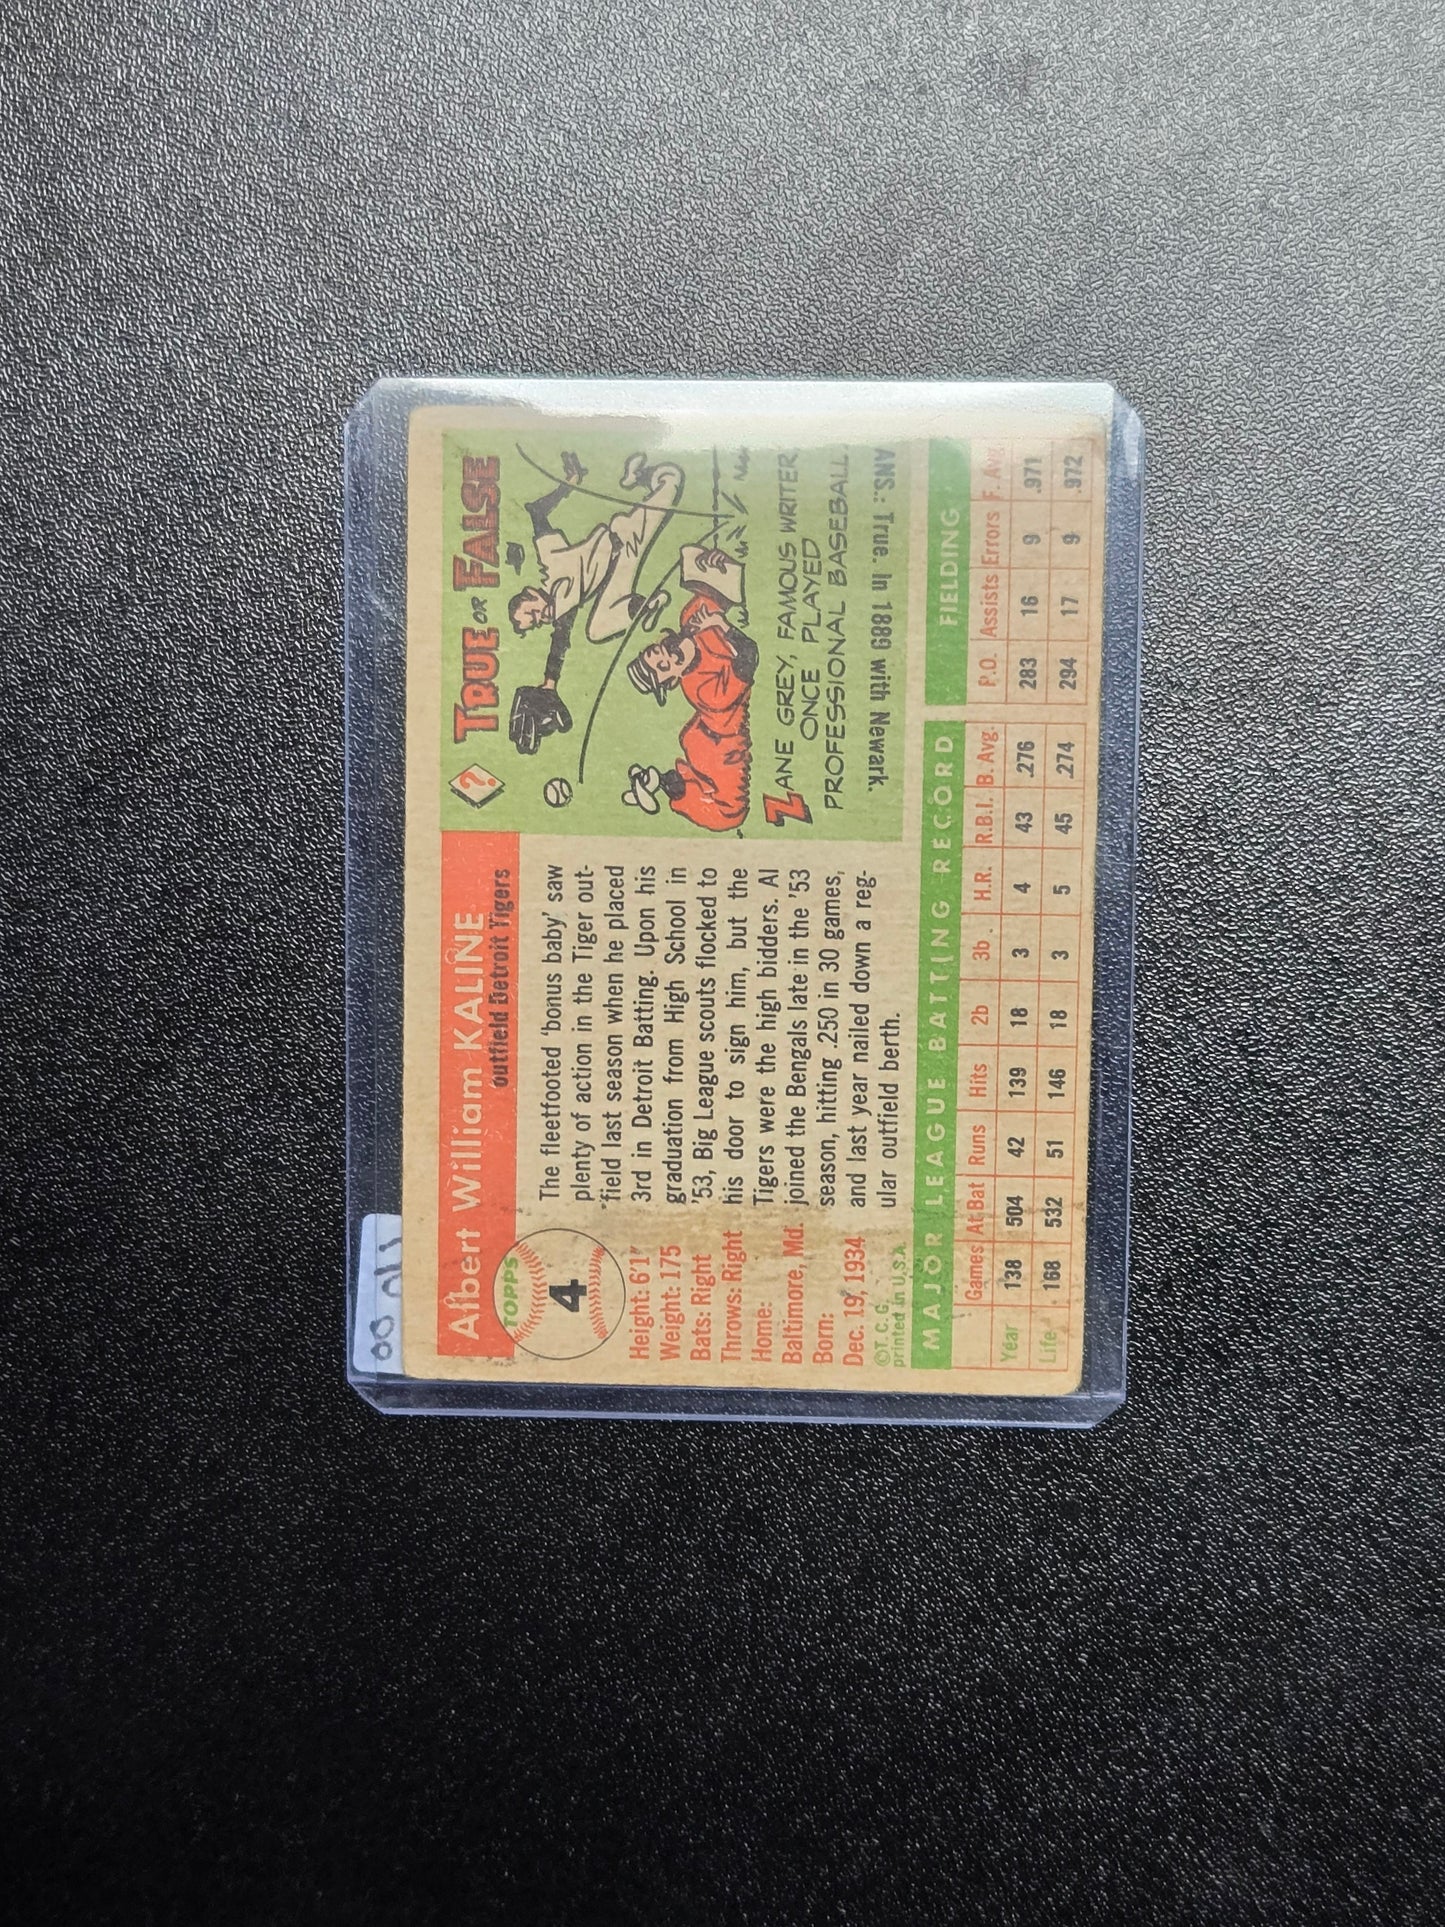 Albert William KALINE
outfield Detroit Tigers
TOPPS
4
Height: 6'1"
Weight: 175
Bats: Right
Throws: Right
Home:
Baltimore, Md.
Born:
Dec. 19, 1934
©T.C.G.
printed in U.S.A.
The fleetfooted 'bonus baby' saw
plenty of action in the Tiger out-
field last season when he placed
3rd in Detroit Batting. Upon his
graduation from High School in
'53, Big League scouts flocked to
his door to sign him, but the
Tigers were the high bidders. Al
joined the Bengals late in the '53
season, hitting .250 in 30 games,
and last year nailed down a reg-
ular outfield berth.
? TRUE OR FALSE
ZANE GREY, FAMOUS WRITER,
ONCE PLAYED
PROFESSIONAL BASEBALL.
ANS.: True. In 1889 with Newark.
MAJOR LEAGUE BATTING RECORD FIELDING
Games At Bat Runs Hits 2b 3b H.R. R.B.I. B. Avg. P.O. Assists Errors F. Av.
Year 138 504 42 139 18 3 4 43 .276 283 16 9 .971
Life 168 532 51 146 18 3 5 45 .274 294 17 9 .972